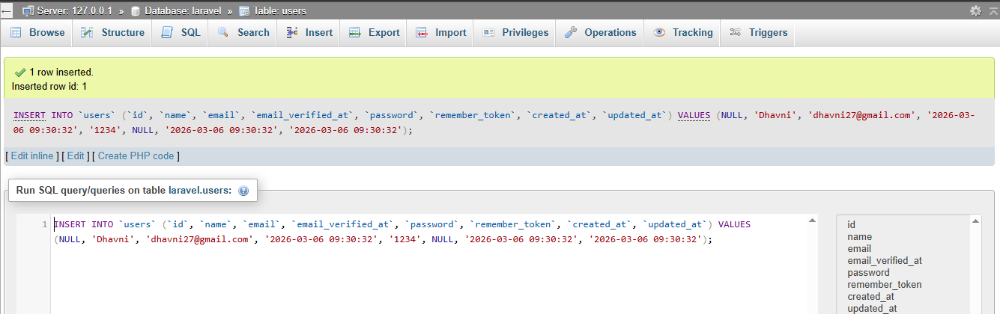 Server: 127.0.0.1 » Database: laravel » Table: users
Browse Structure SQL Search Insert Export Import Privileges Operations Tracking Triggers
1 row inserted.
Inserted row id: 1
INSERT INTO `users` (`id`, `name`, `email`, `email_verified_at`, `password`, `remember_token`, `created_at`, `updated_at`) VALUES (NULL, 'Dhavni', 'dhavni27@gmail.com', '2026-03-
06 09:30:32', '1234', NULL, '2026-03-06 09:30:32', '2026-03-06 09:30:32');
[ Edit inline ] [ Edit ] [ Create PHP code ]
Run SQL query/queries on table laravel.users:
1 INSERT INTO `users` (`id`, `name`, `email`, `email_verified_at`, `password`, `remember_token`, `created_at`, `updated_at`) VALUES
(NULL, 'Dhavni', 'dhavni27@gmail.com', '2026-03-06 09:30:32', '1234', NULL, '2026-03-06 09:30:32', '2026-03-06 09:30:32');
id
name
email
email_verified_at
password
remember_token
created_at
updated_at